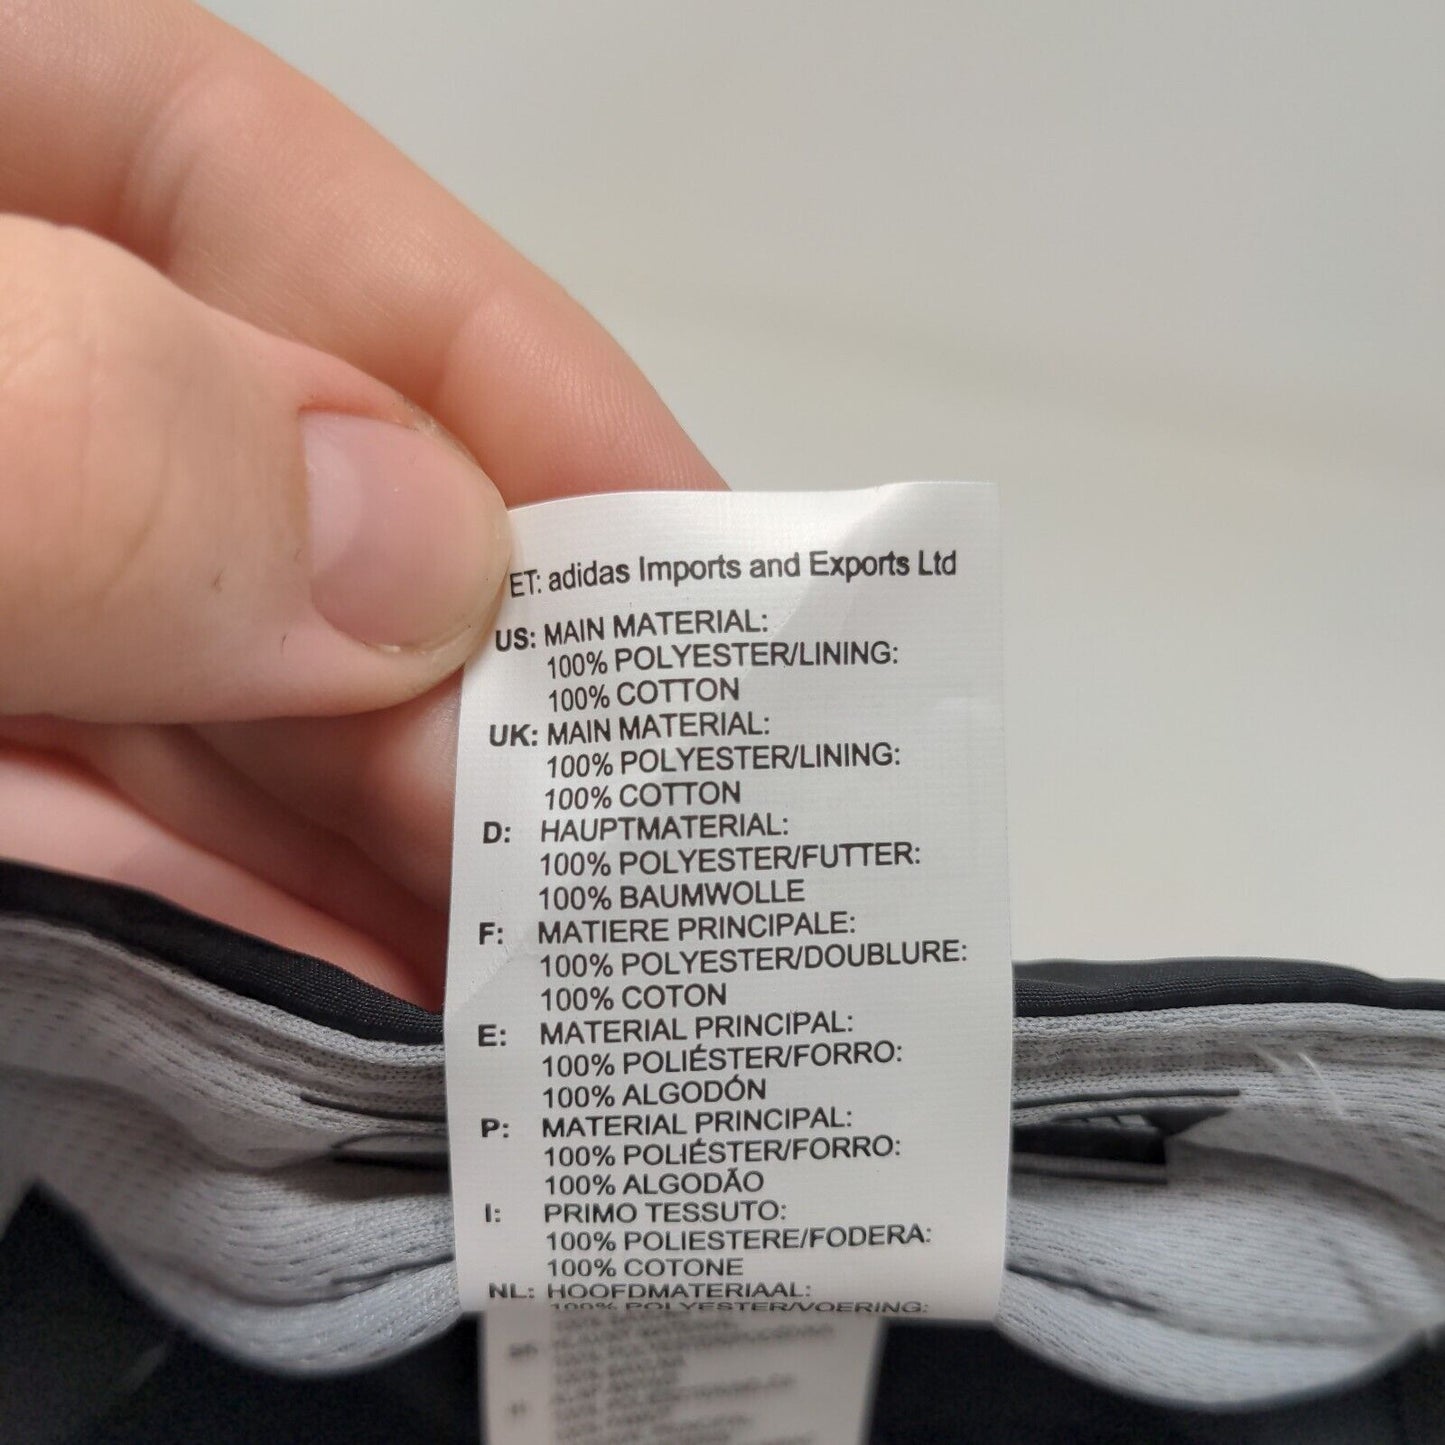 ET: adidas Imports and Exports Ltd
US: MAIN MATERIAL:
100% POLYESTER/LINING:
100% COTTON
UK: MAIN MATERIAL:
100% POLYESTER/LINING:
100% COTTON
D: HAUPTMATERIAL:
100% POLYESTER/FUTTER:
100% BAUMWOLLE
F: MATIERE PRINCIPALE:
100% POLYESTER/DOUBLURE:
100% COTON
E: MATERIAL PRINCIPAL:
100% POLIÉSTER/FORRO:
100% ALGODÓN
P: MATERIAL PRINCIPAL:
100% POLIÉSTER/FORRO:
100% ALGODÃO
I: PRIMO TESSUTO:
100% POLIESTERE/FODERA:
100% COTONE
NL: HOOFDMATERIAAL:
100% POLYESTER/VOERING: